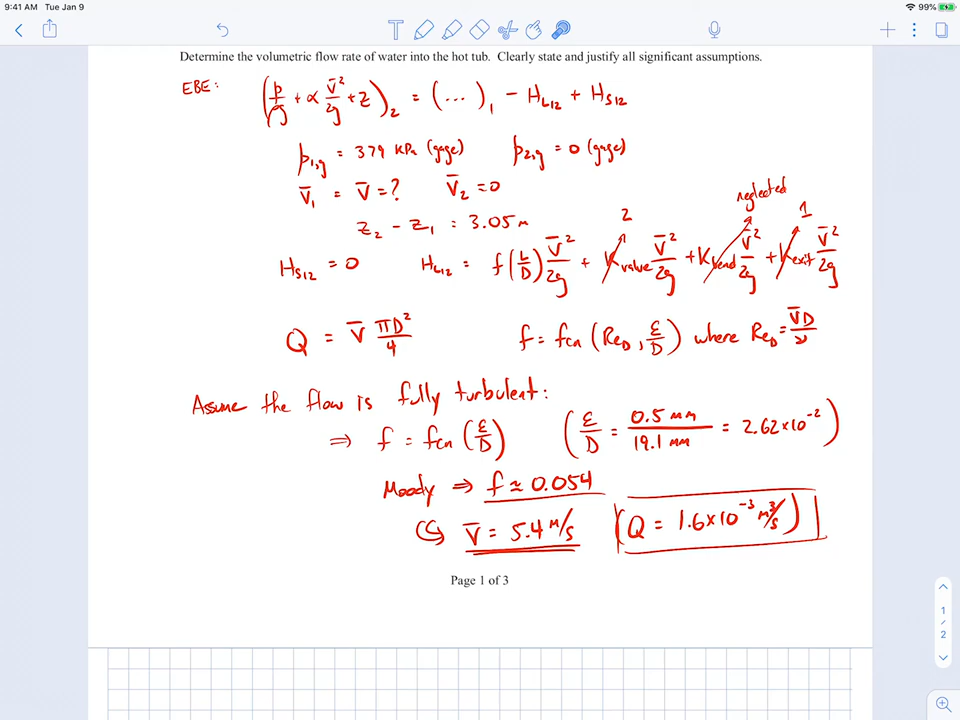 9:41 AM Tue Jan 9
99%
Determine the volumetric flow rate of water into the hot tub. Clearly state and justify all significant assumptions.
EBE: (p/ρg + α V̄²/2g + z)₂ = (...)₁ - H_L12 + H_S12
p_1,g = 379 kPa (gage) p_2,g = 0 (gage)
V̄₁ = V̄ = ? V̄₂ = 0
z₂ - z₁ = 3.05 m
neglected
2 1
H_S12 = 0 H_L12 = f(L/D) V̄²/2g + K_valve V̄²/2g + K_bend V̄²/2g + K_exit V̄²/2g
Q = V̄ πD²/4 f = fcn (Re_D, ε/D) where Re_D = V̄D/ν
Assume the flow is fully turbulent:
⇒ f = fcn (ε/D) (ε/D = 0.5 mm/19.1 mm = 2.62×10⁻²)
Moody ⇒ f ≈ 0.054
V̄ = 5.4 m/s (Q = 1.6×10⁻³ m³/s)
Page 1 of 3
1
/
2